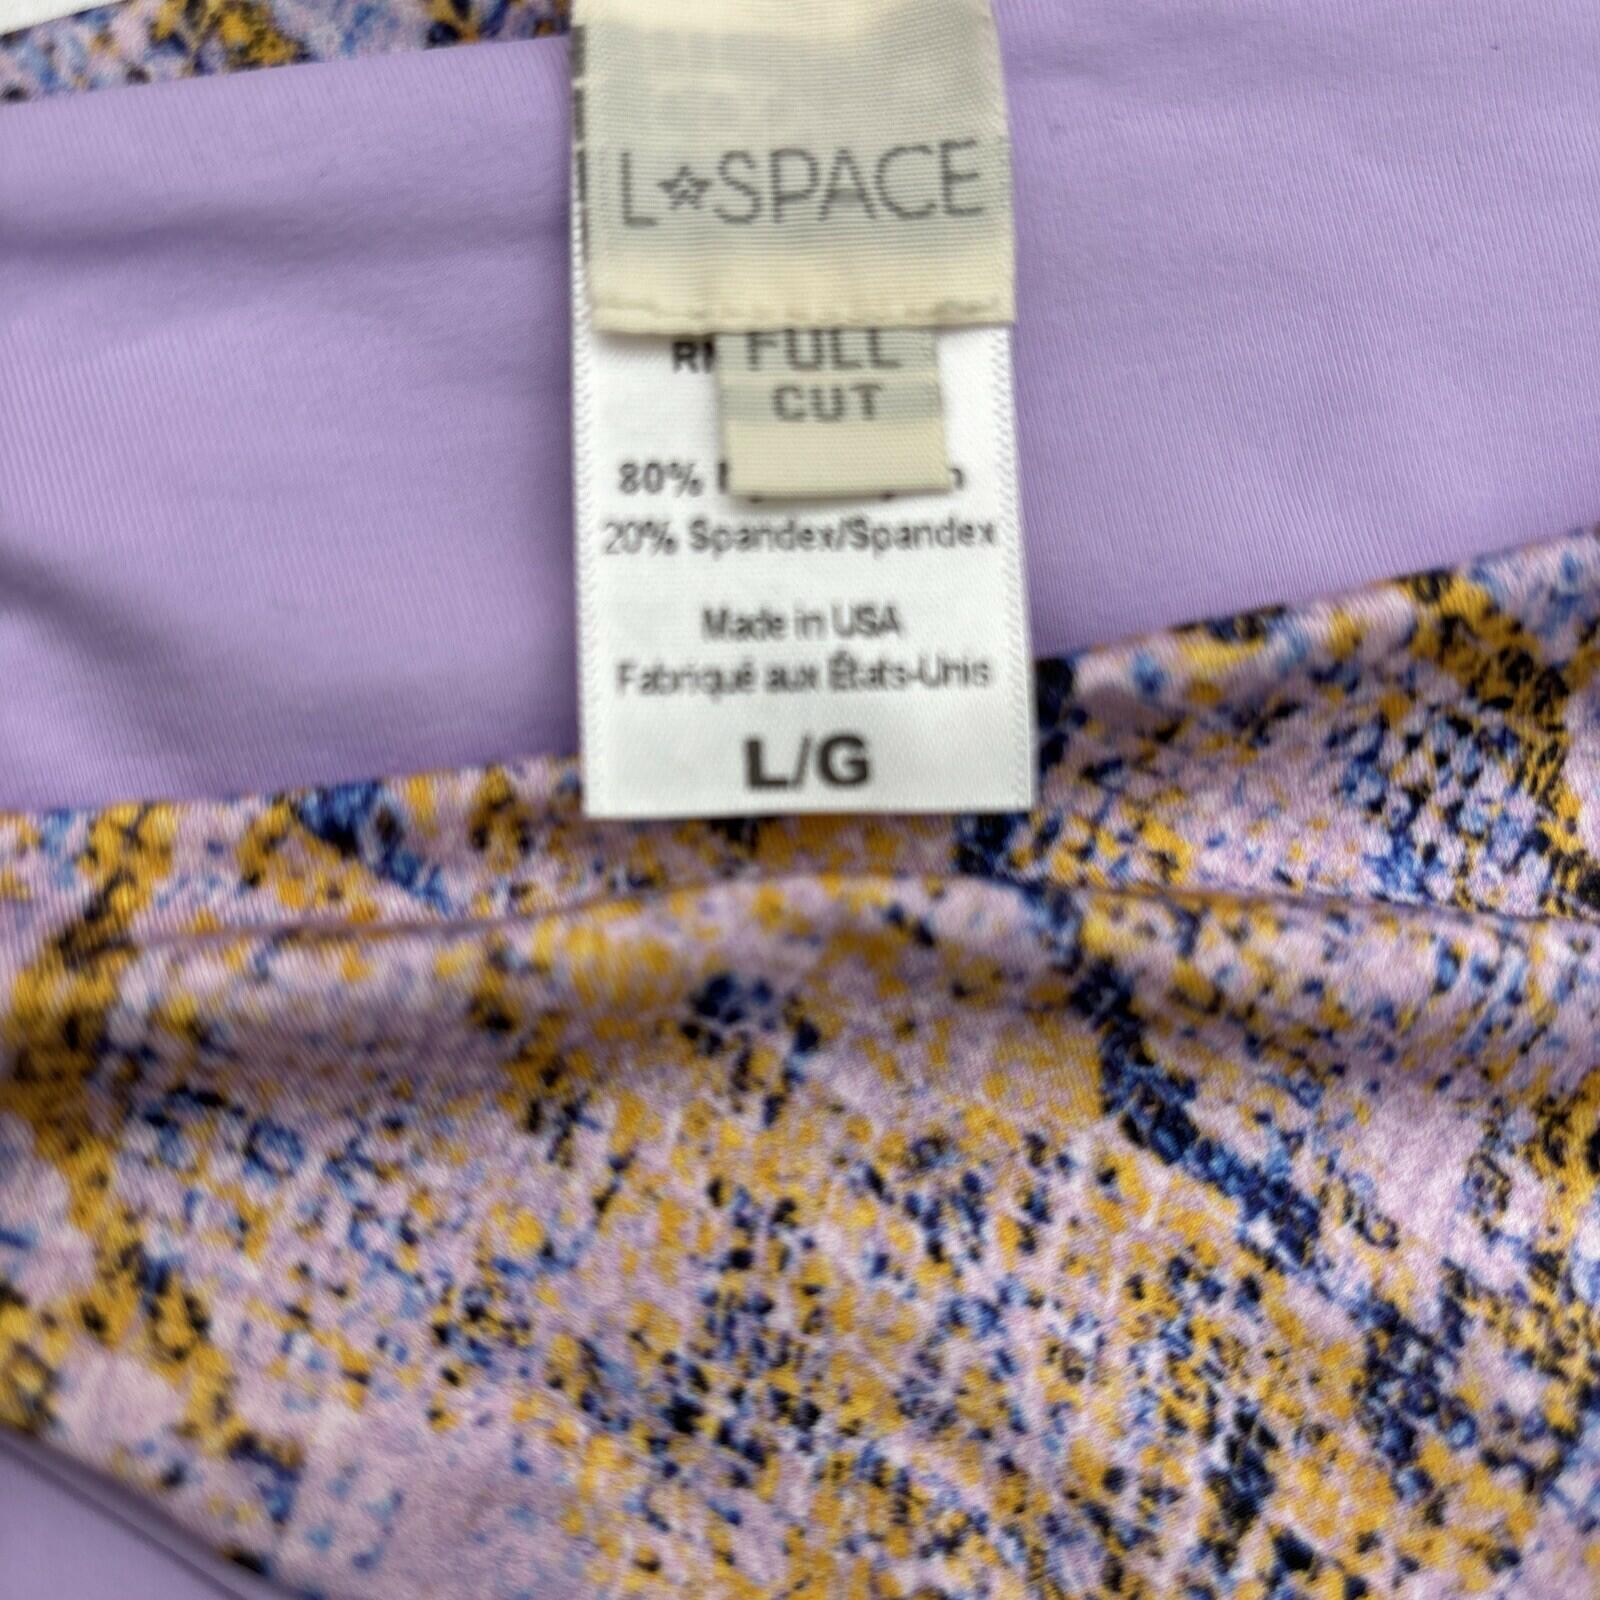 L☆SPACE
FULL
CUT
80%
20% Spandex/Spandex
Made in USA
Fabriqué aux États-Unis
L/G